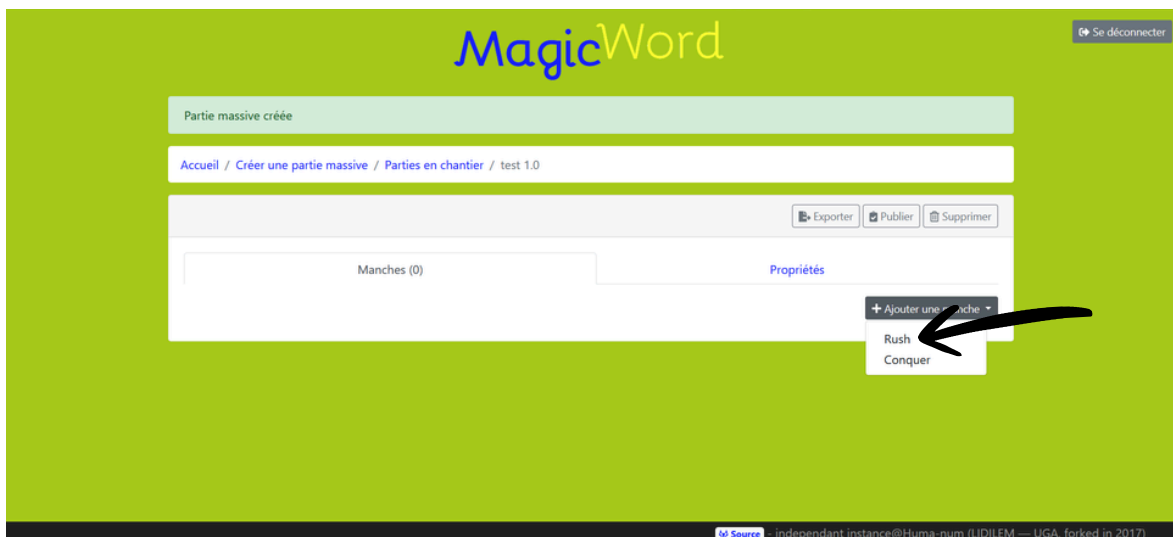 MagicWord
Se déconnecter
Partie massive créée
Accueil / Créer une partie massive / Parties en chantier / test 1.0
Exporter Publier Supprimer
Manches (0) Propriétés
+ Ajouter une manche
Rush
Conquer
Source - independant instance@Huma-num (LIDILEM — UGA, forked in 2017)